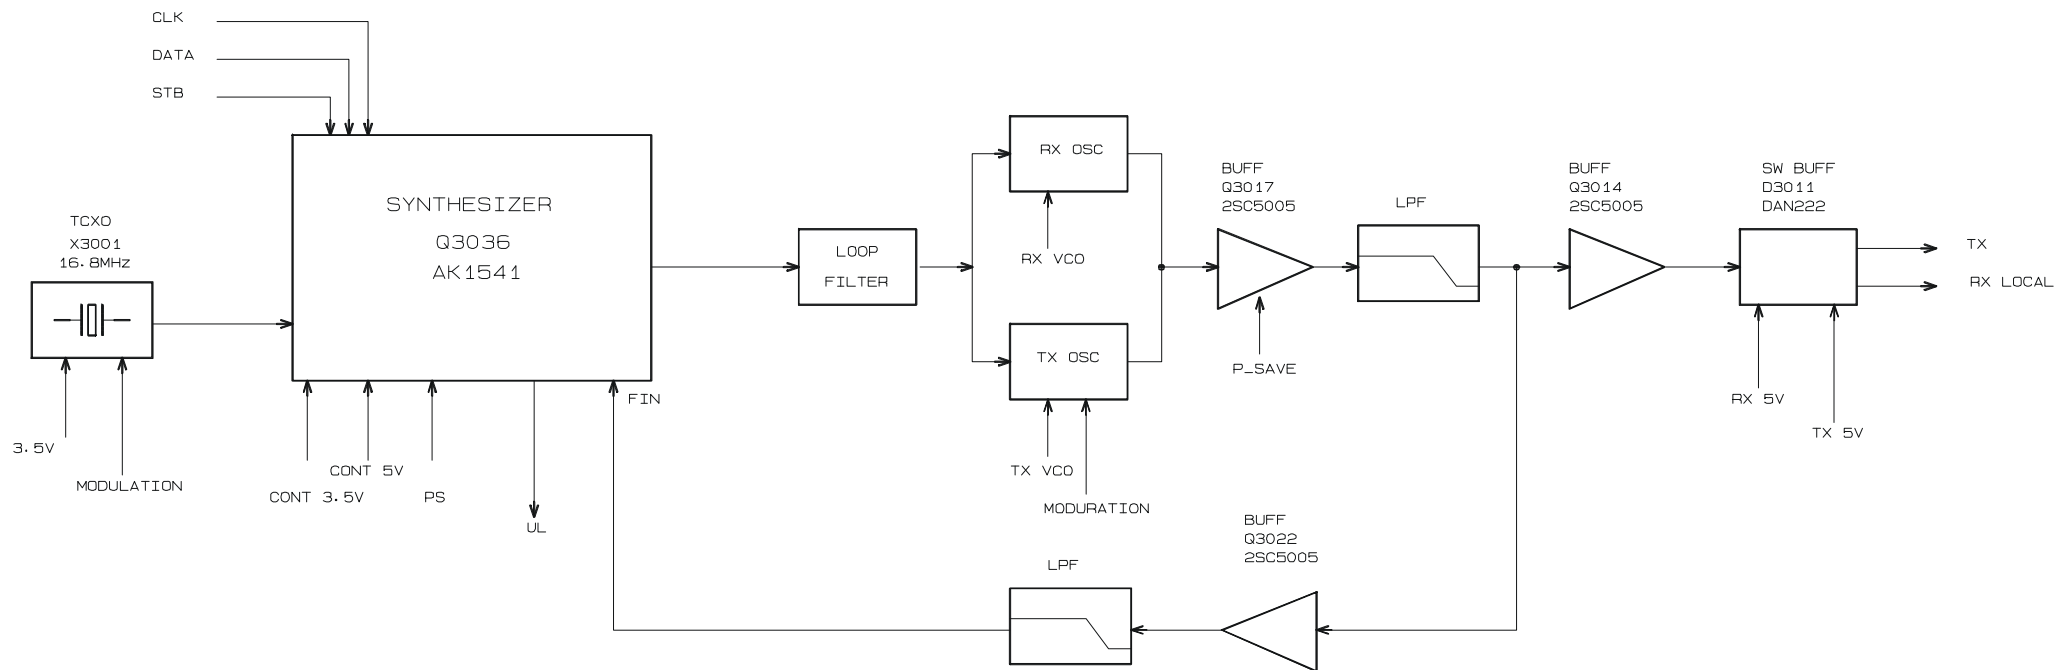 CLK
DATA
STB
TCXO
X3001
16.8MHz
SYNTHESIZER
Q3036
AK1541
LOOP
FILTER
RX OSC
RX VCO
TX OSC
TX VCO
MODURATION
BUFF
Q3017
2SC5005
P_SAVE
LPF
BUFF
Q3014
2SC5005
SW BUFF
D3011
DAN222
TX
RX LOCAL
RX 5V
TX 5V
3.5V
MODULATION
CONT 5V
CONT 3.5V
PS
UL
FIN
LPF
BUFF
Q3022
2SC5005